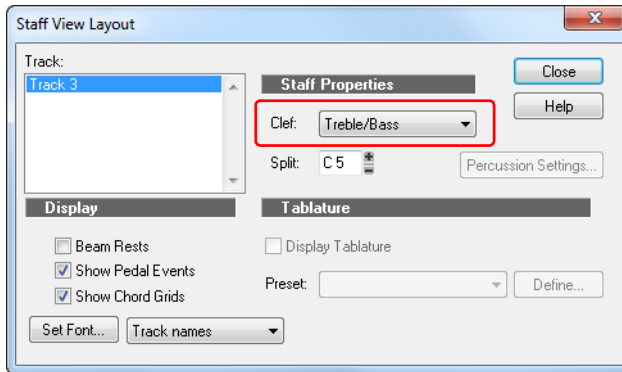 Staff View Layout
Track:
Track 3
Staff Properties
Close
Clef: Treble/Bass
Help
Split: C 5
Percussion Settings...
Display
Tablature
Beam Rests
Display Tablature
Show Pedal Events
Preset:
Define...
Show Chord Grids
Set Font...
Track names